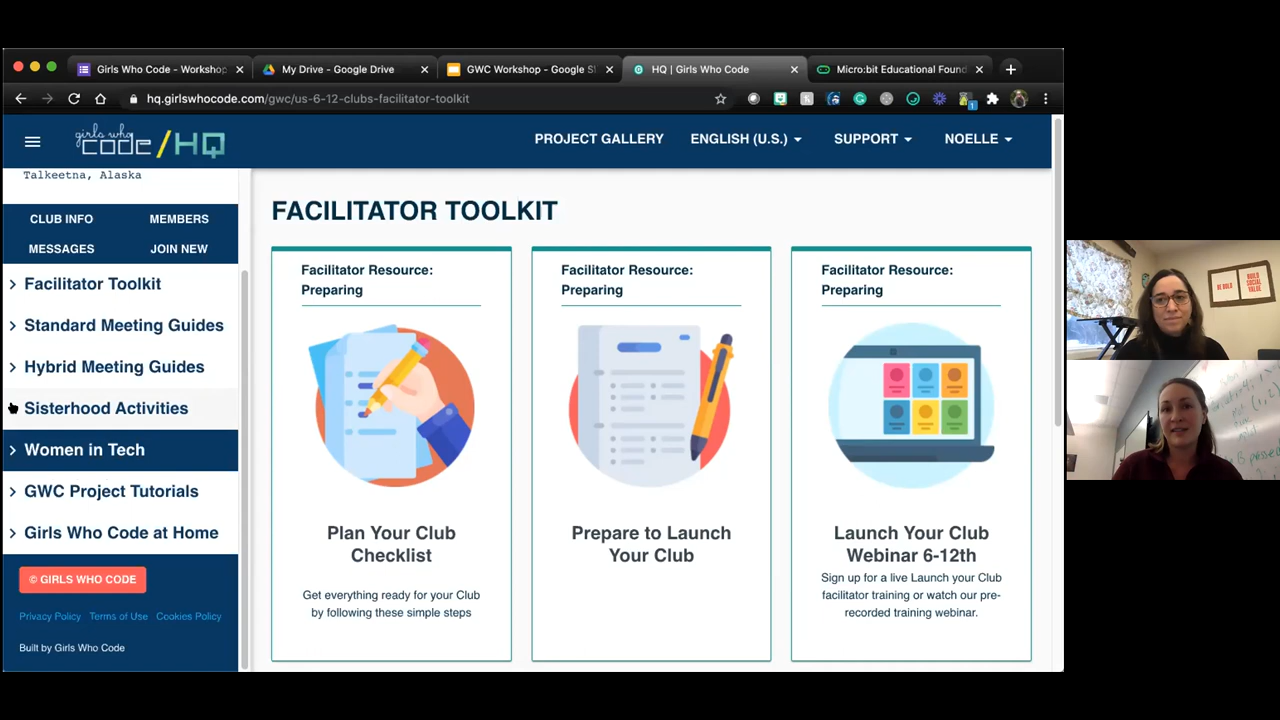 Girls Who Code - Workshop
My Drive - Google Drive
GWC Workshop - Google Sl
HQ | Girls Who Code
Micro:bit Educational Found
hq.girlswhocode.com/gwc/us-6-12-clubs-facilitator-toolkit
1
girls who
code/HQ
PROJECT GALLERY
ENGLISH (U.S.)
SUPPORT
NOELLE
Talkeetna, Alaska
CLUB INFO
MEMBERS
MESSAGES
JOIN NEW
Facilitator Toolkit
Standard Meeting Guides
Hybrid Meeting Guides
Sisterhood Activities
Women in Tech
GWC Project Tutorials
Girls Who Code at Home
© GIRLS WHO CODE
Privacy Policy
Terms of Use
Cookies Policy
Built by Girls Who Code
FACILITATOR TOOLKIT
Facilitator Resource:
Preparing
Plan Your Club
Checklist
Get everything ready for your Club
by following these simple steps
Facilitator Resource:
Preparing
Prepare to Launch
Your Club
Facilitator Resource:
Preparing
Launch Your Club
Webinar 6-12th
Sign up for a live Launch your Club
facilitator training or watch our pre-
recorded training webinar.
BE BOLD
BUILD
SOCIAL
VALUE